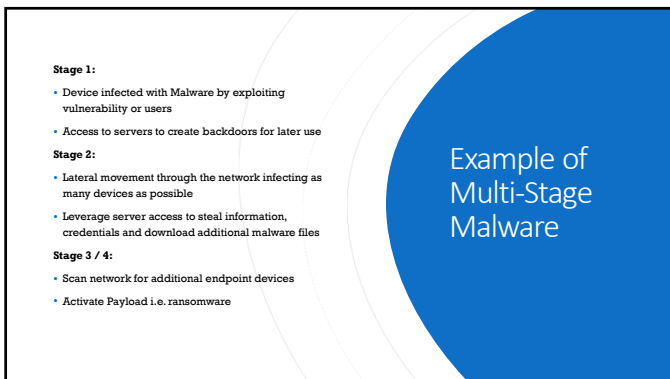 Stage 1:
• Device infected with Malware by exploiting
vulnerability or users
• Access to servers to create backdoors for later use
Stage 2:
• Lateral movement through the network infecting as
many devices as possible
• Leverage server access to steal information,
credentials and download additional malware files
Stage 3 / 4:
• Scan network for additional endpoint devices
• Activate Payload i.e. ransomware
Example of
Multi-Stage
Malware